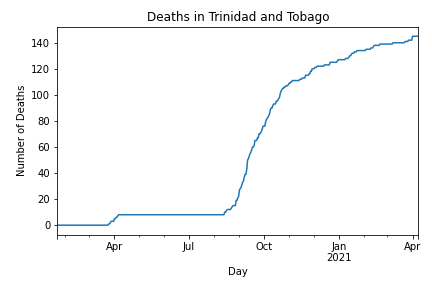 Deaths in Trinidad and Tobago
Number of Deaths
140
120
100
80
60
40
20
0
Apr
Jul
Oct
Jan
2021
Apr
Day